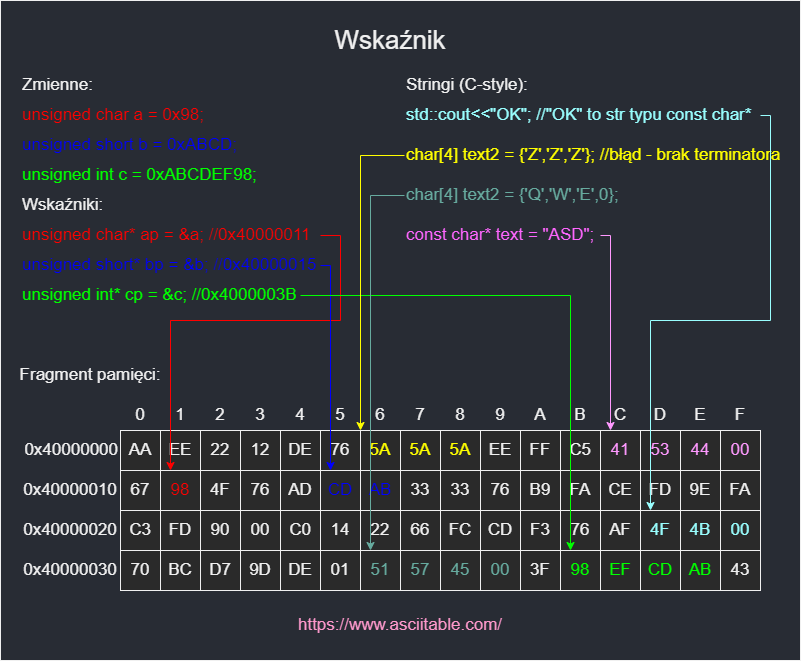 Wskaźnik
Zmienne:
unsigned char a = 0x98;
unsigned short b = 0xABCD;
unsigned int c = 0xABCDEF98;
Wskaźniki:
unsigned char* ap = &a; //0x40000011
unsigned short* bp = &b; //0x40000015
unsigned int* cp = &c; //0x4000003B
Stringi (C-style):
std::cout<<"OK"; //"OK" to str typu const char*
char[4] text2 = {'Z','Z','Z'}; //błąd - brak terminatora
char[4] text2 = {'Q','W','E',0};
const char* text = "ASD";
Fragment pamięci:
0 1 2 3 4 5 6 7 8 9 A B C D E F
0x40000000 AA EE 22 12 DE 76 5A 5A 5A EE FF C5 41 53 44 00
0x40000010 67 98 4F 76 AD CD AB 33 33 76 B9 FA CE FD 9E FA
0x40000020 C3 FD 90 00 C0 14 22 66 FC CD F3 76 AF 4F 4B 00
0x40000030 70 BC D7 9D DE 01 51 57 45 00 3F 98 EF CD AB 43
https://www.asciitable.com/